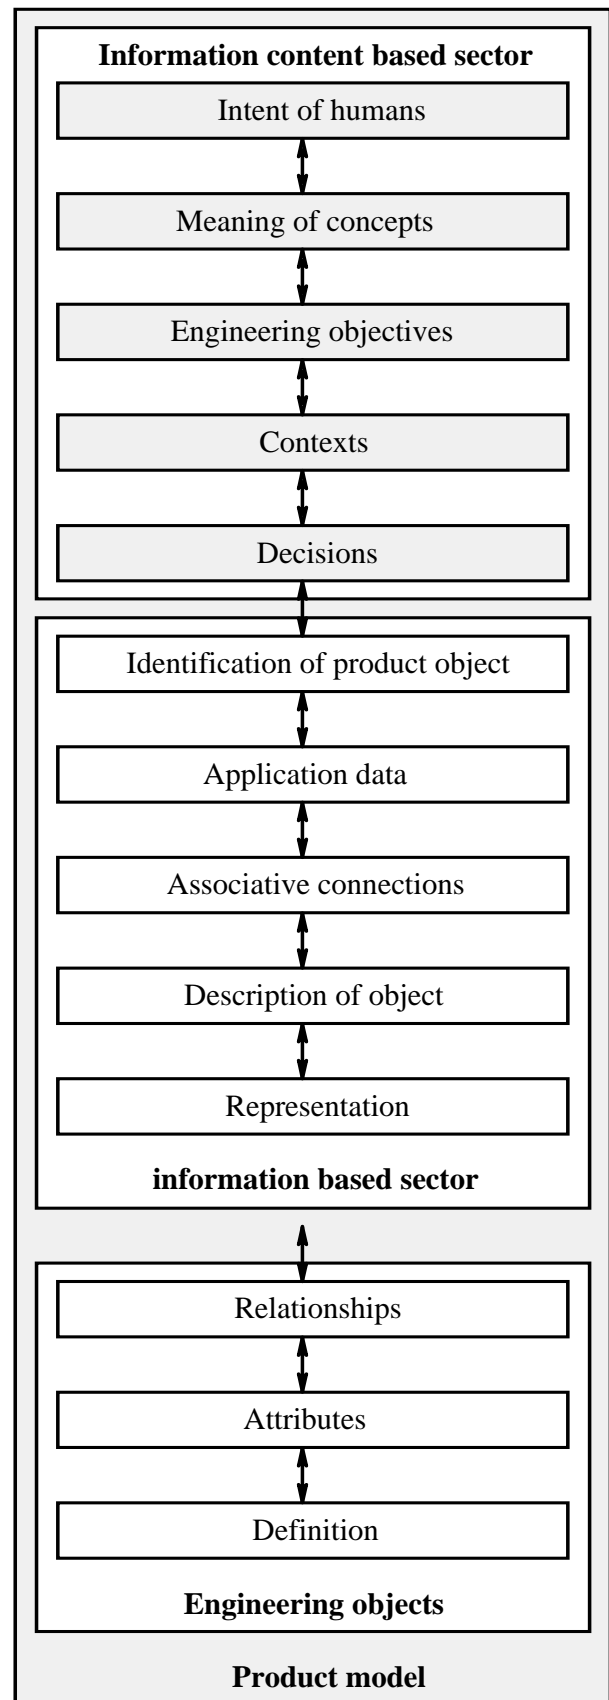 Information content based sector
Intent of humans
Meaning of concepts
Engineering objectives
Contexts
Decisions
Identification of product object
Application data
Associative connections
Description of object
Representation
information based sector
Relationships
Attributes
Definition
Engineering objects
Product model